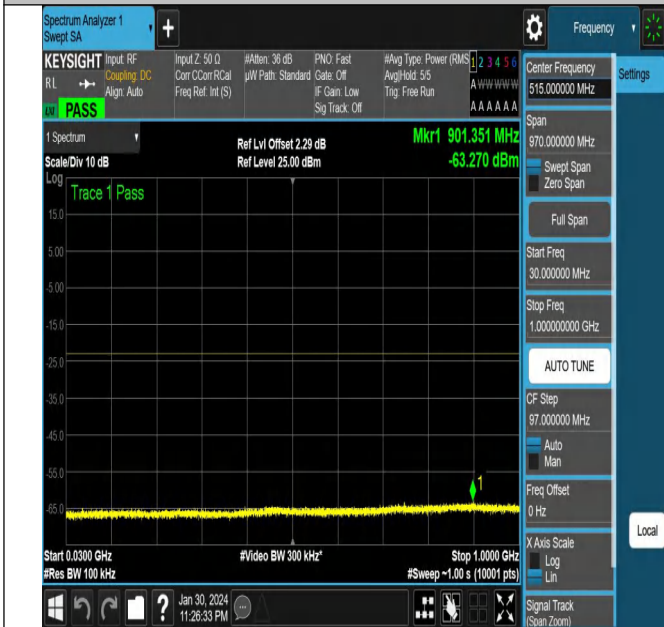 Spectrum Analyzer 1
Swept SA
+
Frequency
KEYSIGHT
RL
LXI
PASS
Input: RF
Coupling: DC
Align: Auto
Input Z: 50 Ω
Corr CCorr RCal
Freq Ref: Int (S)
#Atten: 36 dB
µW Path: Standard
PNO: Fast
Gate: Off
IF Gain: Low
Sig Track: Off
#Avg Type: Power (RMS
Avg|Hold: 5/5
Trig: Free Run
1 2 3 4 5 6
A W W W W W
A A A A A A
1 Spectrum
Scale/Div 10 dB
Ref Lvl Offset 2.29 dB
Ref Level 25.00 dBm
Mkr1 901.351 MHz
-63.270 dBm
Log
Trace 1 Pass
15.0
5.00
-5.00
-15.0
-25.0
-35.0
-45.0
-55.0
-65.0
1
Start 0.0300 GHz
#Res BW 100 kHz
#Video BW 300 kHz*
Stop 1.0000 GHz
#Sweep ~1.00 s (10001 pts)
Jan 30, 2024
11:26:33 PM
?
Center Frequency
515.000000 MHz
Settings
Span
970.000000 MHz
Swept Span
Zero Span
Full Span
Start Freq
30.000000 MHz
Stop Freq
1.000000000 GHz
AUTO TUNE
CF Step
97.000000 MHz
Auto
Man
Freq Offset
0 Hz
Local
X Axis Scale
Log
Lin
Signal Track
(Span Zoom)